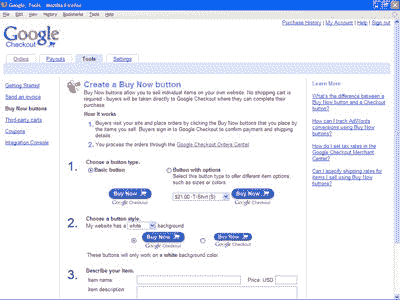 Google, Tools - Mozilla Firefox
File Edit View History Bookmarks Tools Help
Purchase History | My Account | Help | Sign out
Google
Checkout
Orders Payouts Tools Settings
Getting Started
Send an invoice
Buy Now buttons
Third-party carts
Coupons
Integration Console
Create a Buy Now button
Buy Now buttons allow you to sell individual items on your own website. No shopping cart is
required - buyers will be taken directly to Google Checkout where they can complete their
purchase.
How it works
1. Buyers visit your site and place orders by clicking the Buy Now buttons that you place by
the items you sell. Buyers sign in to Google Checkout to confirm payment and shipping
details.
2. You process the orders through the Google Checkout Orders Center
1. Choose a button type.
Basic button
Button with options
Select this button type to offer different item options,
such as sizes or colors.
Buy Now
Google Checkout
$21.00 -T-Shirt (S)
Buy Now
Google Checkout
2. Choose a button style.
My website has a white background
Buy Now
Google Checkout
Buy Now
Google Checkout
These buttons will only work on a white background color.
3. Describe your item.
Item name
Price: USD
Item description
Learn More
What's the difference between a
Buy Now button and a Checkout
button?
How can I track AdWords
conversions using Buy Now
buttons?
How do I set tax rates in the
Google Checkout Merchant
Center?
Can I specify shipping rates for
items I sell using Buy Now
buttons?